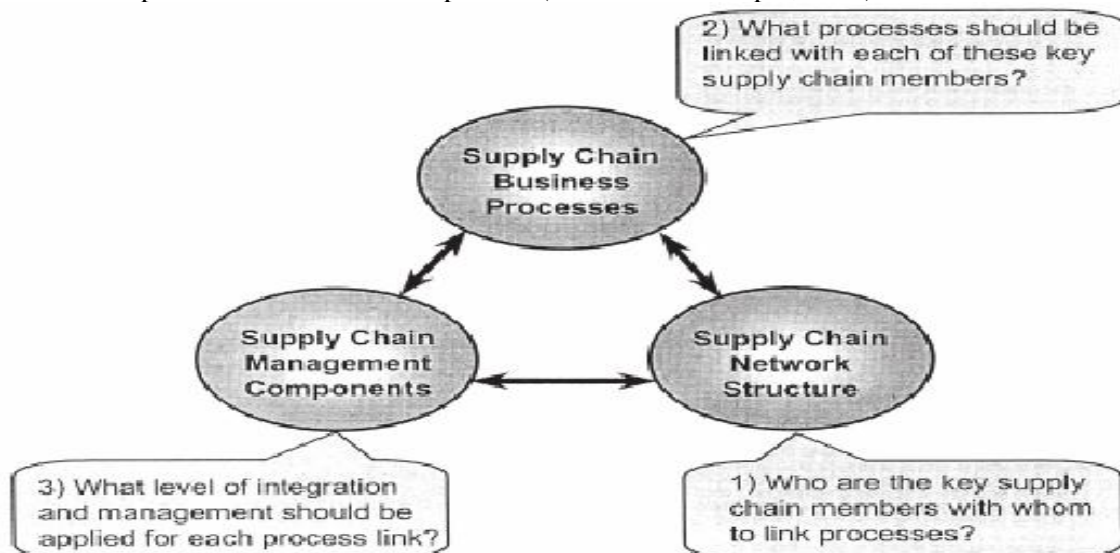 2) What processes should be
linked with each of these key
supply chain members?
Supply Chain
Business
Processes
Supply Chain
Management
Components
Supply Chain
Network
Structure
3) What level of integration
and management should be
applied for each process link?
1) Who are the key supply
chain members with whom
to link processes?